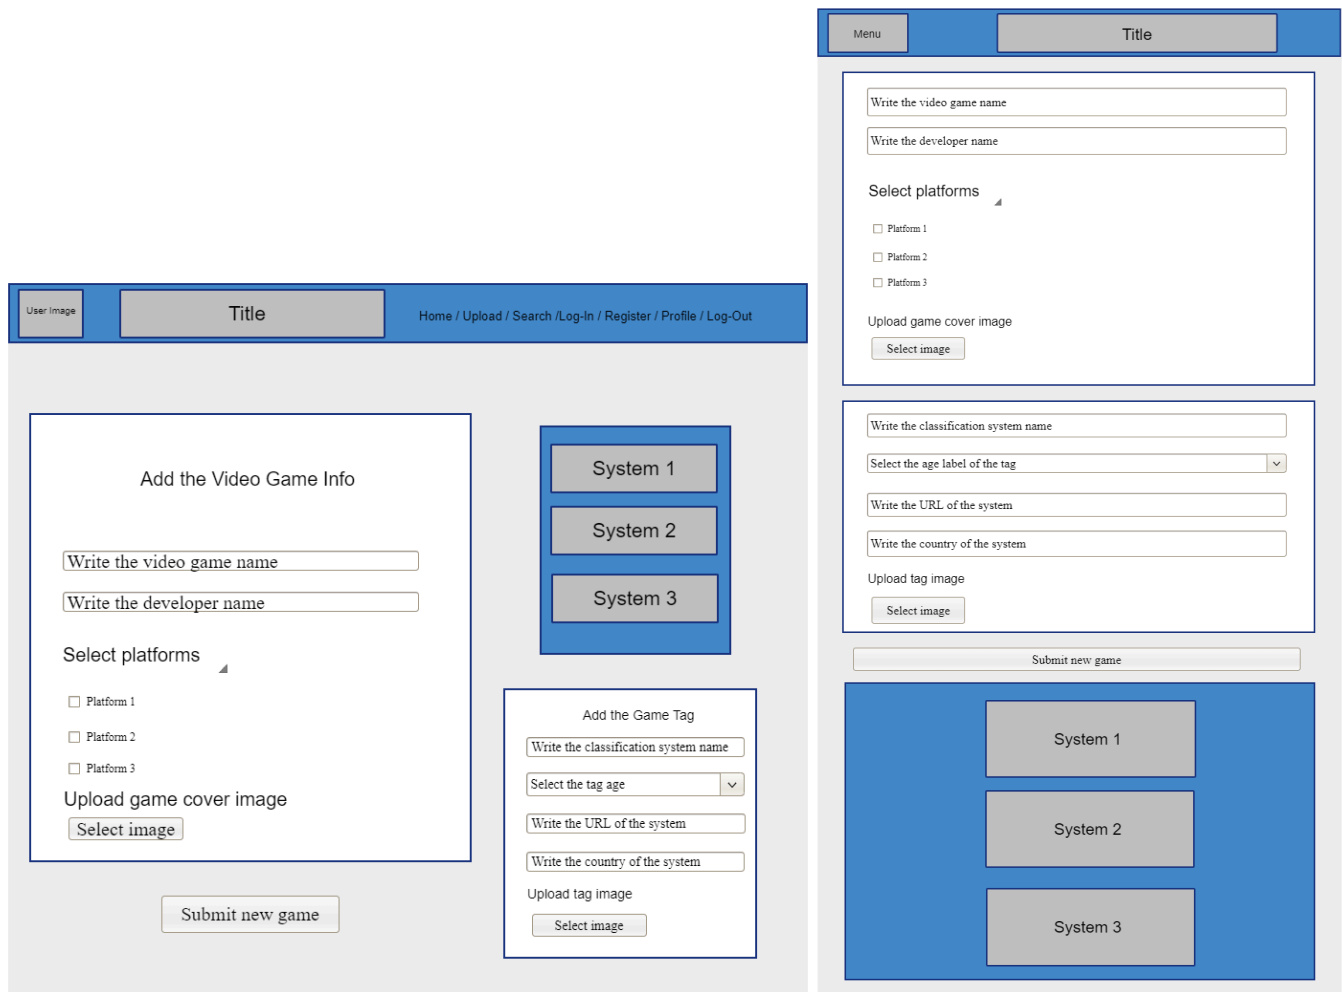 User Image
Title
Home / Upload / Search /Log-In / Register / Profile / Log-Out
Add the Video Game Info
Write the video game name
Write the developer name
Select platforms
Platform 1
Platform 2
Platform 3
Upload game cover image
Select image
Submit new game
System 1
System 2
System 3
Add the Game Tag
Write the classification system name
Select the tag age
Write the URL of the system
Write the country of the system
Upload tag image
Select image
Menu
Title
Write the video game name
Write the developer name
Select platforms
Platform 1
Platform 2
Platform 3
Upload game cover image
Select image
Write the classification system name
Select the age label of the tag
Write the URL of the system
Write the country of the system
Upload tag image
Select image
Submit new game
System 1
System 2
System 3